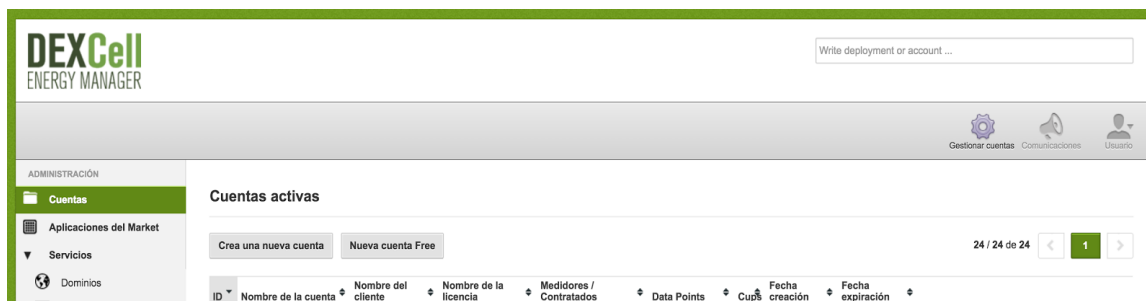 DEXCell
ENERGY MANAGER
Write deployment or account ...
Gestionar cuentas
Comunicaciones
Usuario
ADMINISTRACIÓN
Cuentas
Aplicaciones del Market
Servicios
Dominios
Cuentas activas
Crea una nueva cuenta
Nueva cuenta Free
24 / 24 de 24
1
ID
Nombre de la cuenta
Nombre del
cliente
Nombre de la
licencia
Medidores /
Contratados
Data Points
Cups
Fecha
creación
Fecha
expiración